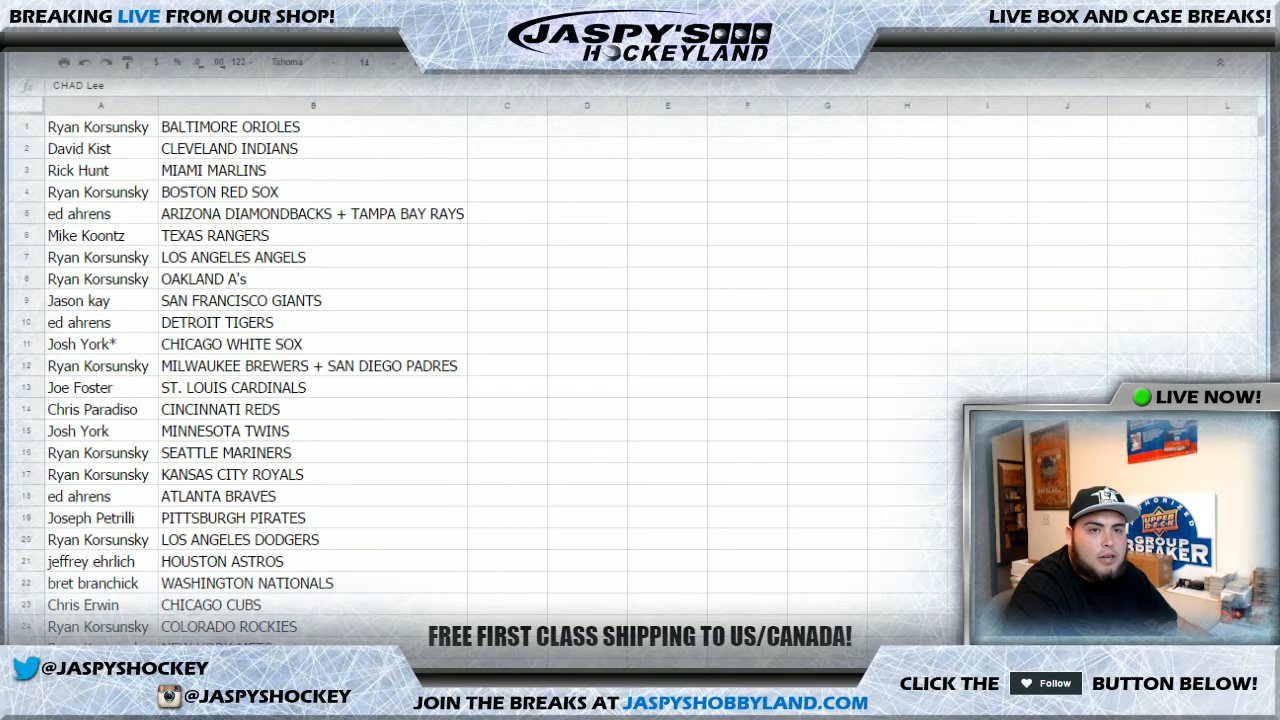 BREAKING LIVE FROM OUR SHOP!
JASPY'S
HOCKEYLAND
LIVE BOX AND CASE BREAKS!
$ % .0 .00 123 Tahoma 14
fx CHAD Lee
A B C D E F G H I J K L
1 Ryan Korsunsky BALTIMORE ORIOLES
2 David Kist CLEVELAND INDIANS
3 Rick Hunt MIAMI MARLINS
4 Ryan Korsunsky BOSTON RED SOX
5 ed ahrens ARIZONA DIAMONDBACKS + TAMPA BAY RAYS
6 Mike Koontz TEXAS RANGERS
7 Ryan Korsunsky LOS ANGELES ANGELS
8 Ryan Korsunsky OAKLAND A's
9 Jason kay SAN FRANCISCO GIANTS
10 ed ahrens DETROIT TIGERS
11 Josh York* CHICAGO WHITE SOX
12 Ryan Korsunsky MILWAUKEE BREWERS + SAN DIEGO PADRES
13 Joe Foster ST. LOUIS CARDINALS
14 Chris Paradiso CINCINNATI REDS
15 Josh York MINNESOTA TWINS
16 Ryan Korsunsky SEATTLE MARINERS
17 Ryan Korsunsky KANSAS CITY ROYALS
18 ed ahrens ATLANTA BRAVES
19 Joseph Petrilli PITTSBURGH PIRATES
20 Ryan Korsunsky LOS ANGELES DODGERS
21 jeffrey ehrlich HOUSTON ASTROS
22 bret branchick WASHINGTON NATIONALS
23 Chris Erwin CHICAGO CUBS
24 Ryan Korsunsky COLORADO ROCKIES
NEW YORK METS
LIVE NOW!
AUTHORIZED
UPPER DECK
GROUP
BREAKER
FREE FIRST CLASS SHIPPING TO US/CANADA!
@JASPYSHOCKEY
@JASPYSHOCKEY
JOIN THE BREAKS AT JASPYSHOBBYLAND.COM
CLICK THE Follow BUTTON BELOW!